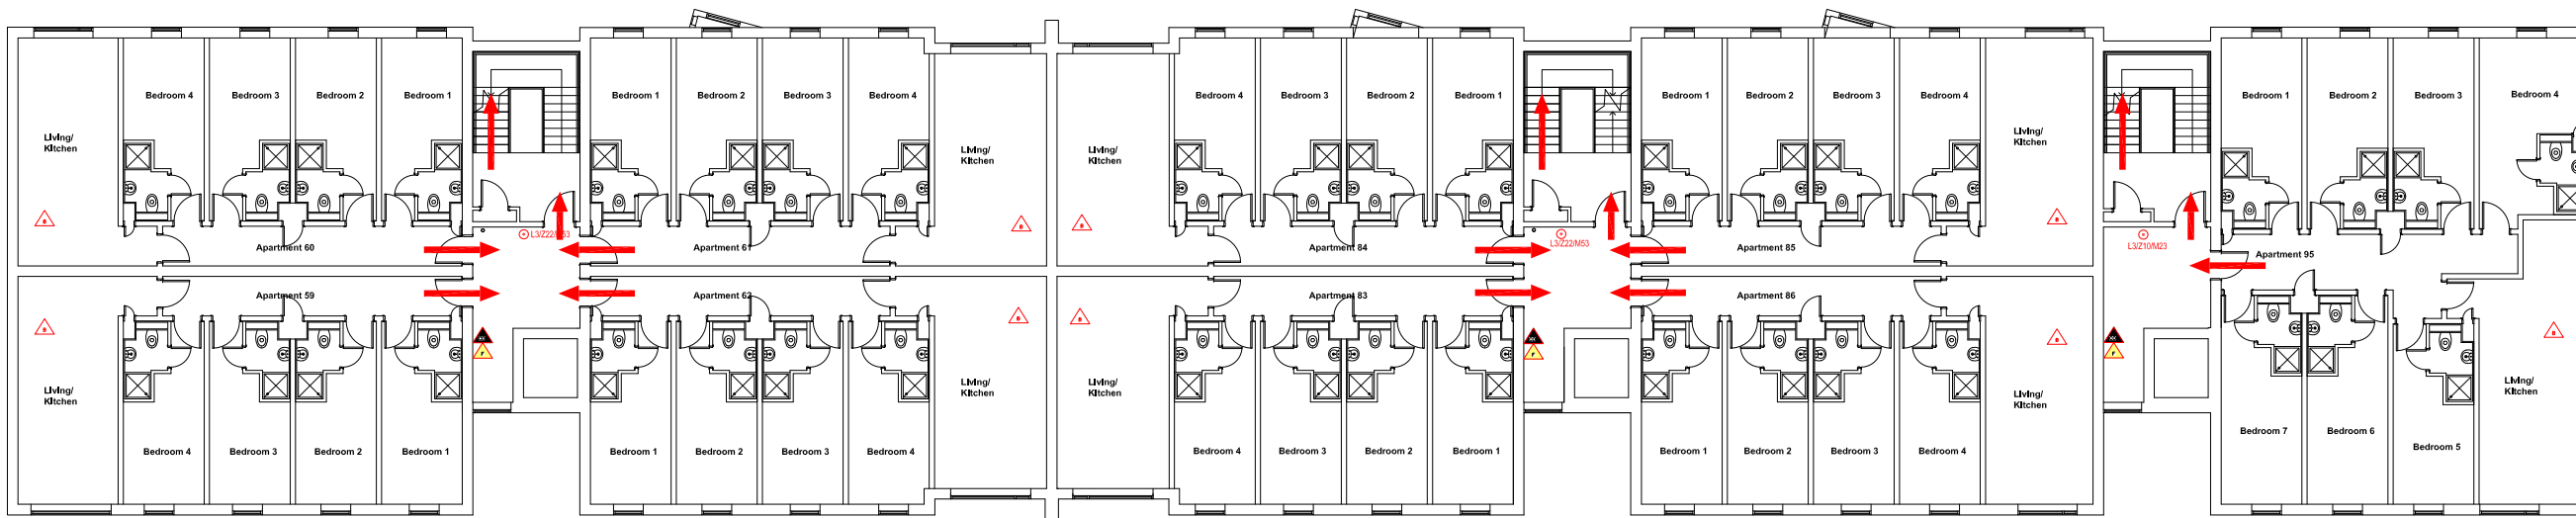 Bedroom 4
Bedroom 3
Bedroom 2
Bedroom 1
Bedroom 1
Bedroom 2
Bedroom 3
Bedroom 4
Bedroom 4
Bedroom 3
Bedroom 2
Bedroom 1
Bedroom 1
Bedroom 2
Bedroom 3
Bedroom 4
Bedroom 1
Bedroom 2
Bedroom 3
Bedroom 4
Living/
Kitchen
Living/
Kitchen
Living/
Kitchen
Living/
Kitchen
L3/Z22/M53
L3/Z22/M53
L3/Z10/M23
Apartment 60
Apartment 61
Apartment 84
Apartment 85
Apartment 95
Apartment 59
Apartment 62
Apartment 83
Apartment 86
F
F
F
Living/
Kitchen
Living/
Kitchen
Living/
Kitchen
Living/
Kitchen
Living/
Kitchen
Bedroom 4
Bedroom 3
Bedroom 2
Bedroom 1
Bedroom 1
Bedroom 2
Bedroom 3
Bedroom 4
Bedroom 4
Bedroom 3
Bedroom 2
Bedroom 1
Bedroom 1
Bedroom 2
Bedroom 3
Bedroom 4
Bedroom 7
Bedroom 6
Bedroom 5